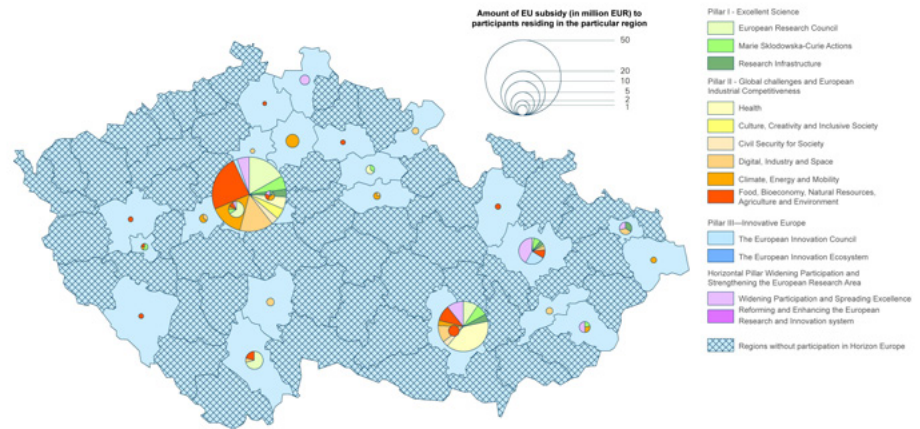 Amount of EU subsidy (in million EUR) to
participants residing in the particular region
50
20
10
5
2
1
Pillar I - Excellent Science
European Research Council
Marie Sklodowska-Curie Actions
Research Infrastructure
Pillar II - Global challenges and European
Industrial Competitiveness
Health
Culture, Creativity and Inclusive Society
Civil Security for Society
Digital, Industry and Space
Climate, Energy and Mobility
Food, Bioeconomy, Natural Resources,
Agriculture and Environment
Pillar III—Innovative Europe
The European Innovation Council
The European Innovation Ecosystem
Horizontal Pillar Widening Participation and
Strengthening the European Research Area
Widening Participation and Spreading Excellence
Reforming and Enhancing the European
Research and Innovation system
Regions without participation in Horizon Europe